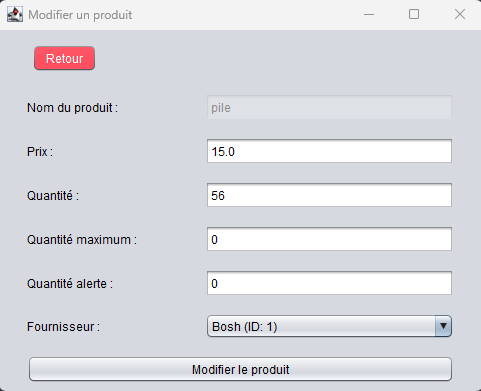 Modifier un produit
Retour
Nom du produit : pile
Prix : 15.0
Quantité : 56
Quantité maximum : 0
Quantité alerte : 0
Fournisseur : Bosh (ID: 1)
Modifier le produit